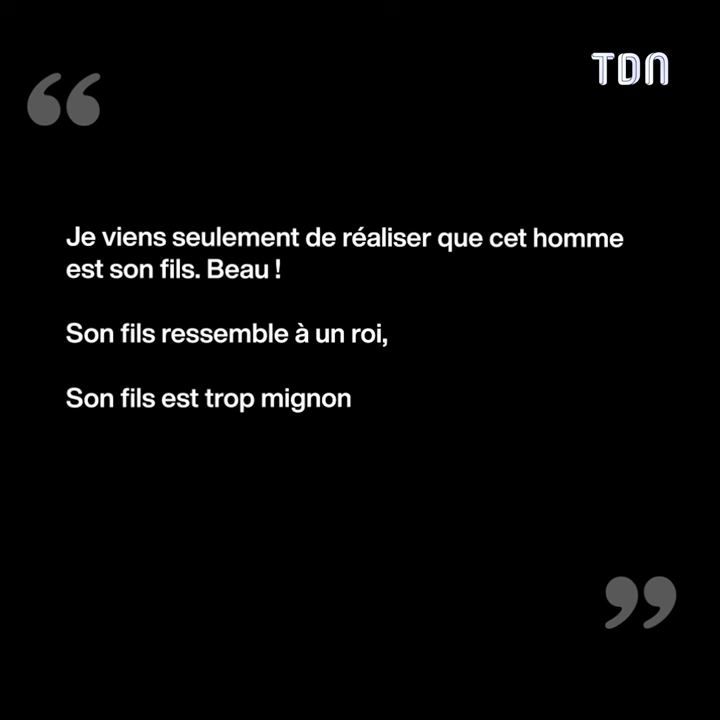 TDN
“
Je viens seulement de réaliser que cet homme
est son fils. Beau !
Son fils ressemble à un roi,
Son fils est trop mignon
”